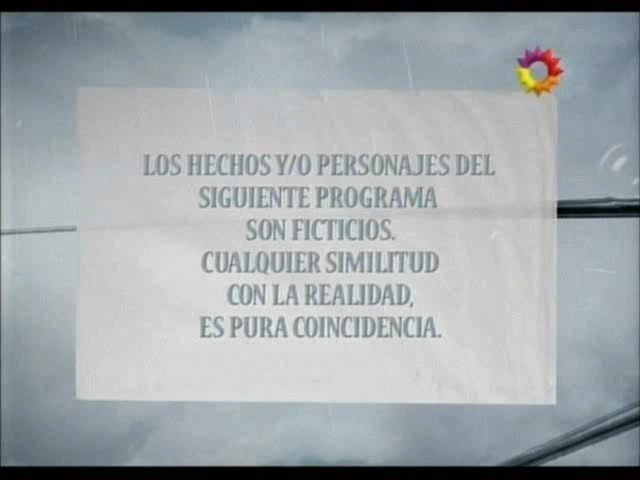 LOS HECHOS Y/O PERSONAJES DEL
SIGUIENTE PROGRAMA
SON FICTICIOS.
CUALQUIER SIMILITUD
CON LA REALIDAD,
ES PURA COINCIDENCIA.